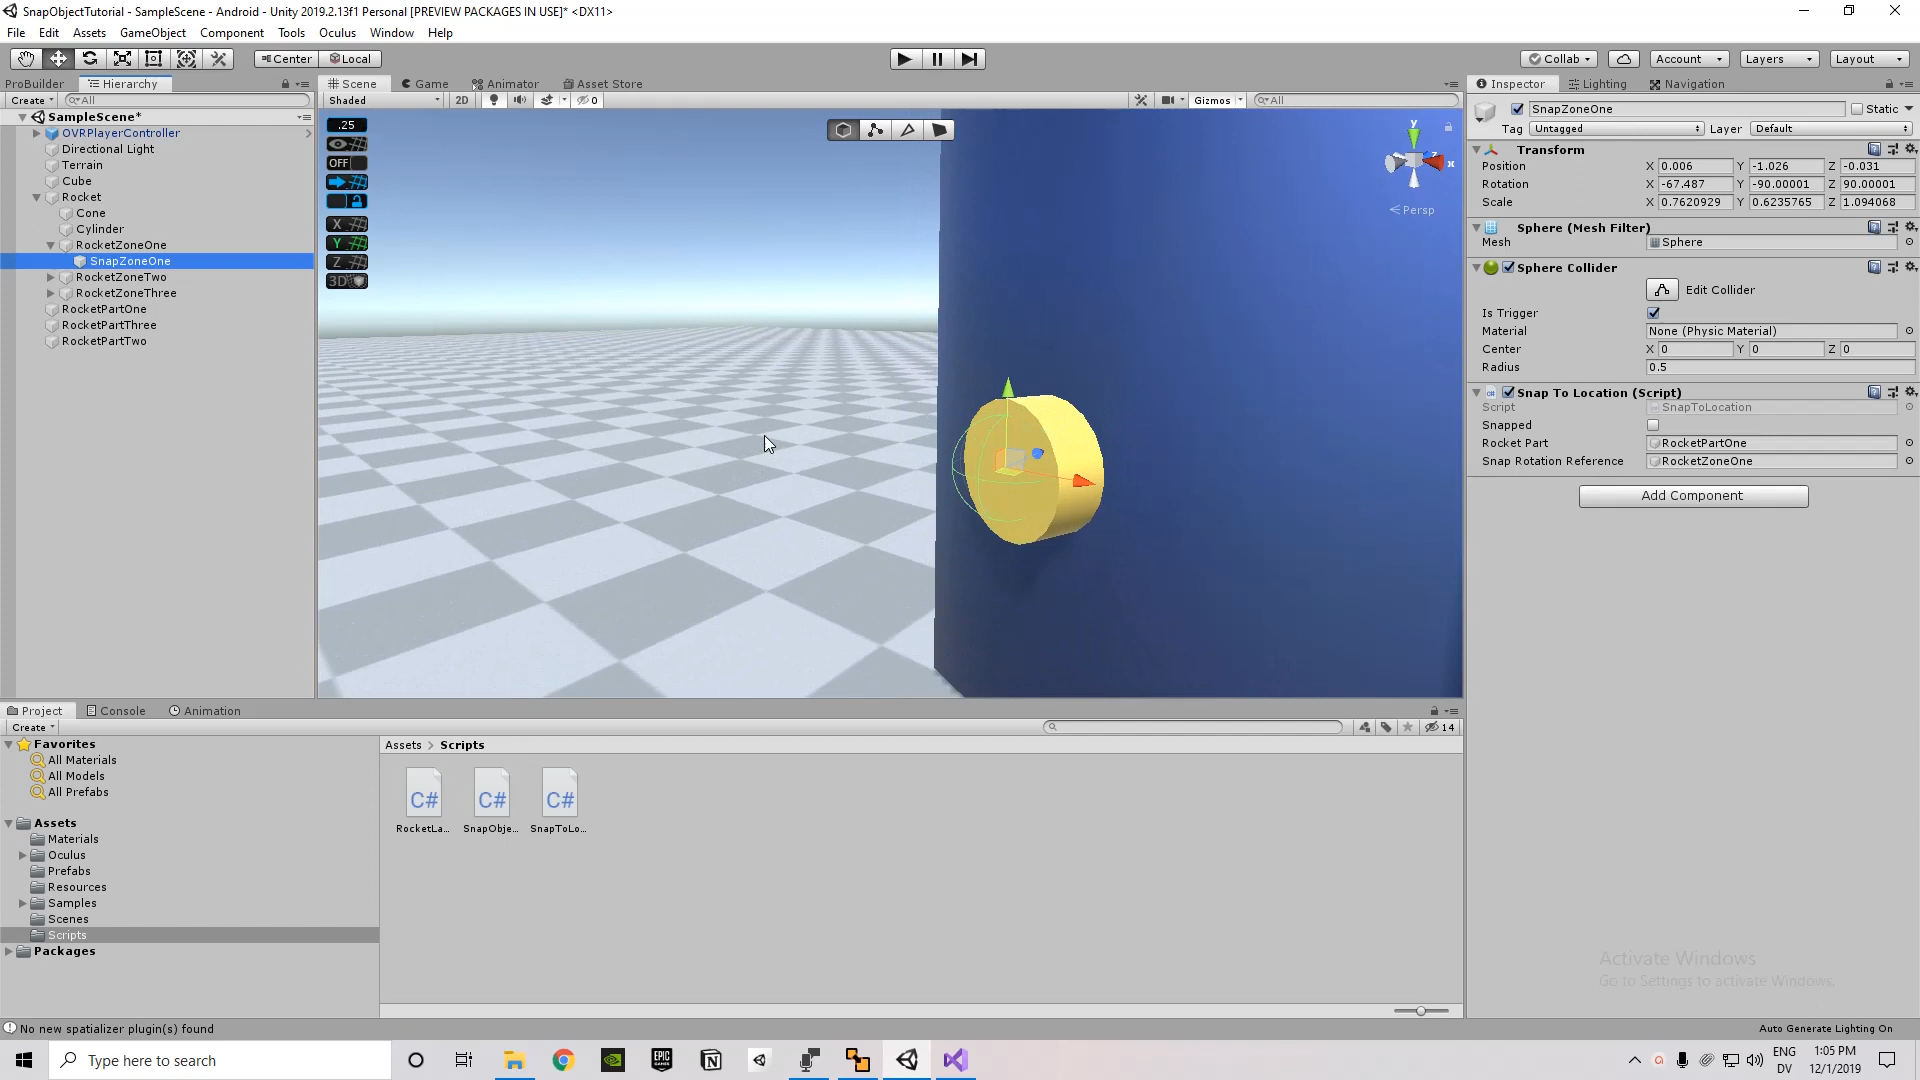 SnapObjectTutorial - SampleScene - Android - Unity 2019.2.13f1 Personal [PREVIEW PACKAGES IN USE]* <DX11>
File Edit Assets GameObject Component Tools Oculus Window Help
Center Local Collab Account Layers Layout
ProBuilder Hierarchy Scene Game Animator Asset Store Inspector Lighting Navigation
Create All Shaded 2D 0 Gizmos All
SnapZoneOne Static
Tag Untagged Layer Default
SampleScene*
OVRPlayerController
Directional Light
Terrain
Cube
Rocket
Cone
Cylinder
RocketZoneOne
SnapZoneOne
RocketZoneTwo
RocketZoneThree
RocketPartOne
RocketPartThree
RocketPartTwo
.25
OFF
X
Y
Z
3D
y
x
z
Persp
Transform
Position X 0.006 Y -1.026 Z -0.031
Rotation X -67.487 Y -90.00001 Z 90.00001
Scale X 0.7620929 Y 0.6235765 Z 1.094068
Sphere (Mesh Filter)
Mesh Sphere
Sphere Collider
Edit Collider
Is Trigger
Material None (Physic Material)
Center X 0 Y 0 Z 0
Radius 0.5
Snap To Location (Script)
Script SnapToLocation
Snapped
Rocket Part RocketPartOne
Snap Rotation Reference RocketZoneOne
Add Component
Project Console Animation
Create 14
Favorites
All Materials
All Models
All Prefabs
Assets
Materials
Oculus
Prefabs
Resources
Samples
Scenes
Scripts
Packages
Assets > Scripts
C# C# C#
RocketLa... SnapObje... SnapToLo...
Activate Windows
Go to Settings to activate Windows.
No new spatializer plugin(s) found
Auto Generate Lighting On
Type here to search
EPIC GAMES
N
ENG
DV
1:05 PM
12/1/2019